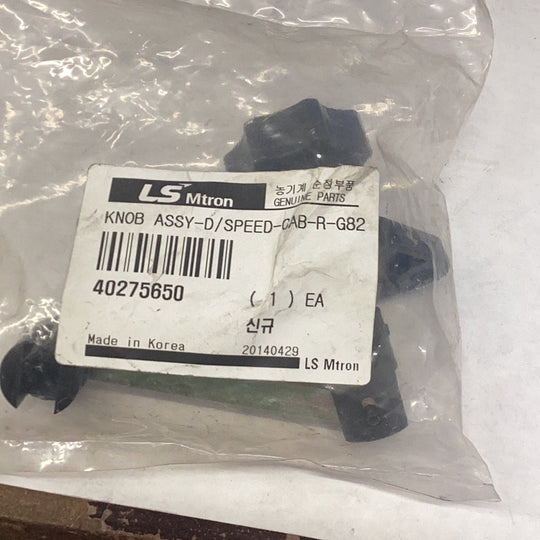 LS Mtron
농기계 순정부품
GENUINE PARTS
KNOB ASSY-D/SPEED-CAB-R-G82
40275650
( 1 ) EA
신규
Made in Korea
20140429
LS Mtron